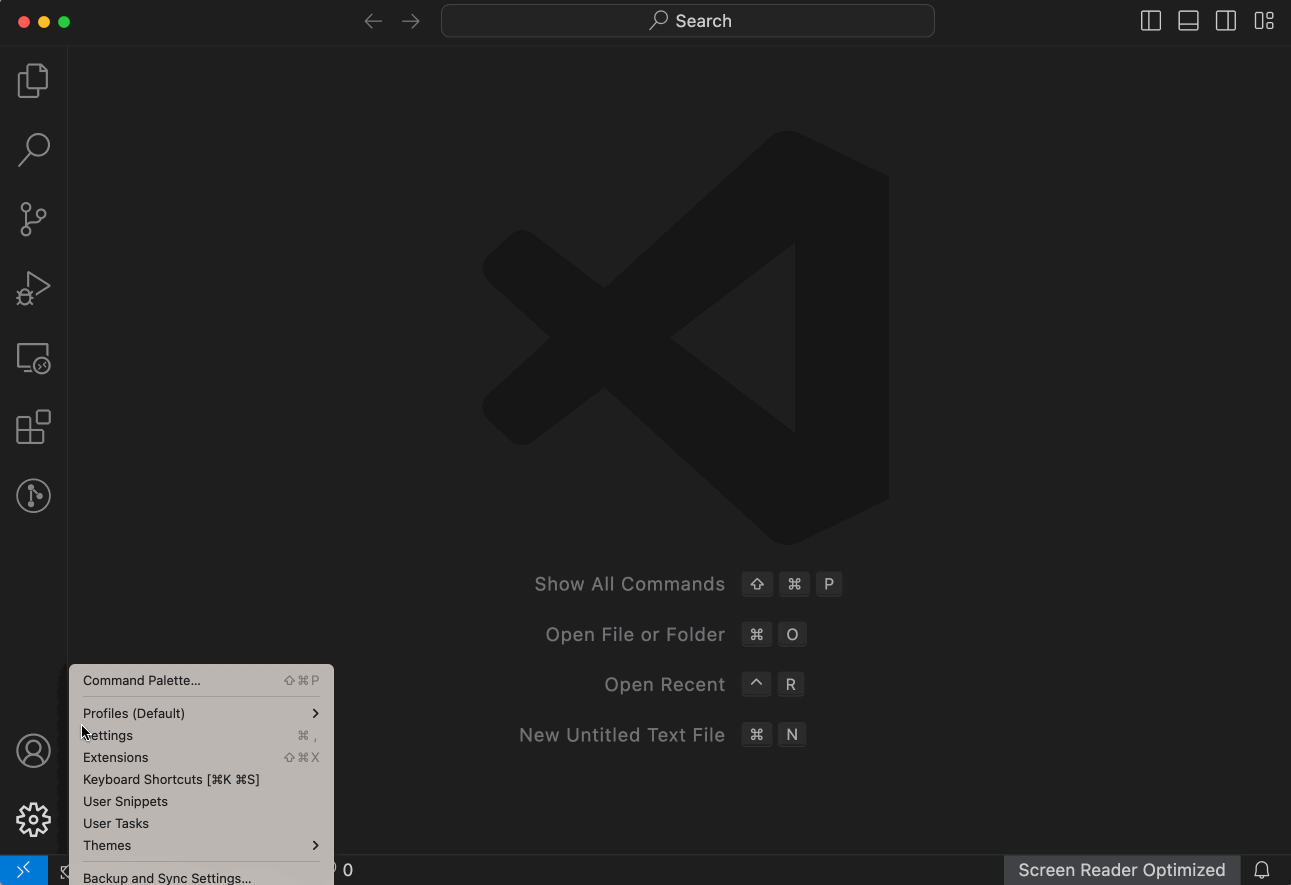 Search
Show All Commands ⇧ ⌘ P
Open File or Folder ⌘ O
Open Recent ^ R
New Untitled Text File ⌘ N
Command Palette... ⇧⌘P
Profiles (Default)
Settings ⌘ ,
Extensions ⇧⌘X
Keyboard Shortcuts [⌘K ⌘S]
User Snippets
User Tasks
Themes
Backup and Sync Settings...
0
Screen Reader Optimized